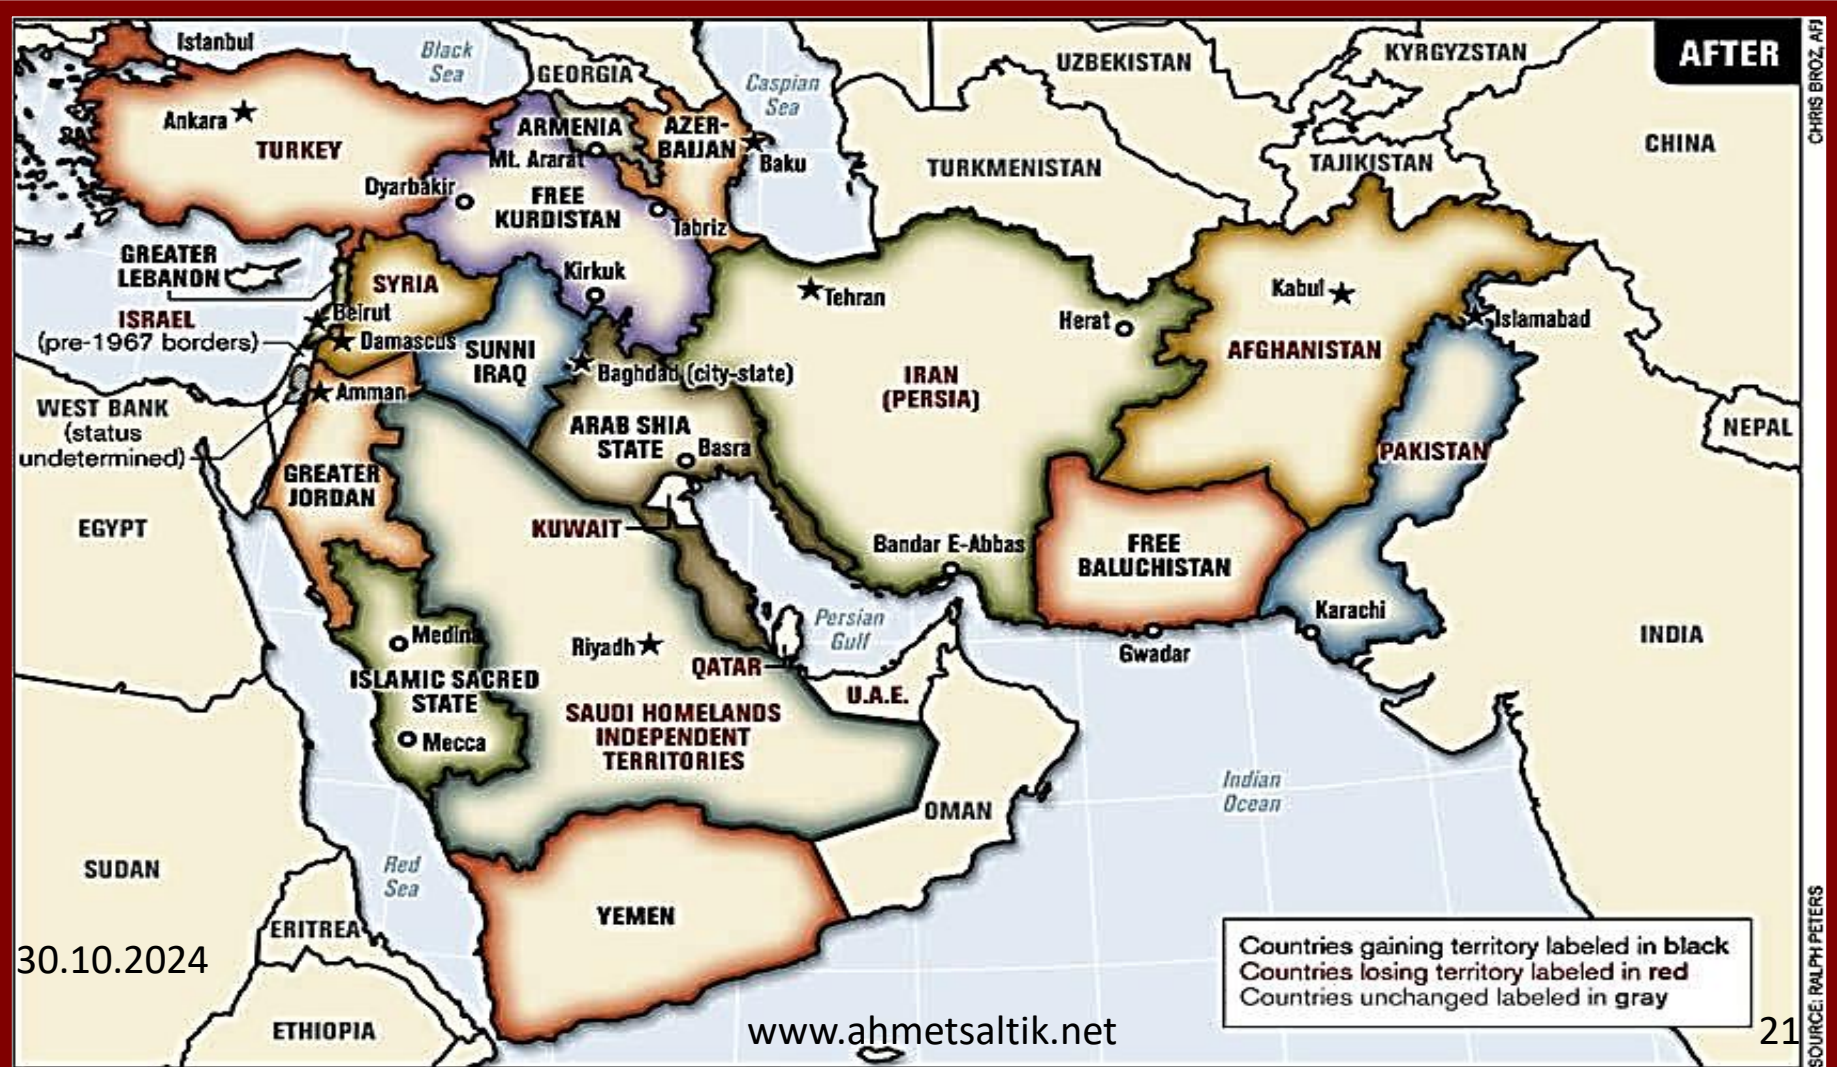 Istanbul
Black
Sea
GEORGIA
Caspian
Sea
UZBEKISTAN
KYRGYZSTAN
AFTER
CHRIS BROZ, AFJ
Ankara
TURKEY
ARMENIA
Mt. Ararat
AZER-
BAIJAN
Baku
TURKMENISTAN
TAJIKISTAN
CHINA
Dyarbakir
FREE
KURDISTAN
Tabriz
GREATER
LEBANON
SYRIA
Kirkuk
Tehran
Herat
Kabul
Islamabad
ISRAEL
(pre-1967 borders)
Beirut
Damascus
SUNNI
IRAQ
Baghdad (city-state)
IRAN
(PERSIA)
AFGHANISTAN
Amman
WEST BANK
(status
undetermined)
ARAB SHIA
STATE
Basra
PAKISTAN
NEPAL
GREATER
JORDAN
EGYPT
KUWAIT
Bandar E-Abbas
FREE
BALUCHISTAN
Karachi
Gwadar
INDIA
Medina
Riyadh
Persian
Gulf
QATAR
U.A.E.
ISLAMIC SACRED
STATE
Mecca
SAUDI HOMELANDS
INDEPENDENT
TERRITORIES
OMAN
Indian
Ocean
SUDAN
Red
Sea
YEMEN
ERITREA
ETHIOPIA
Countries gaining territory labeled in black
Countries losing territory labeled in red
Countries unchanged labeled in gray
SOURCE: RALPH PETERS
30.10.2024
www.ahmetsaltik.net
21